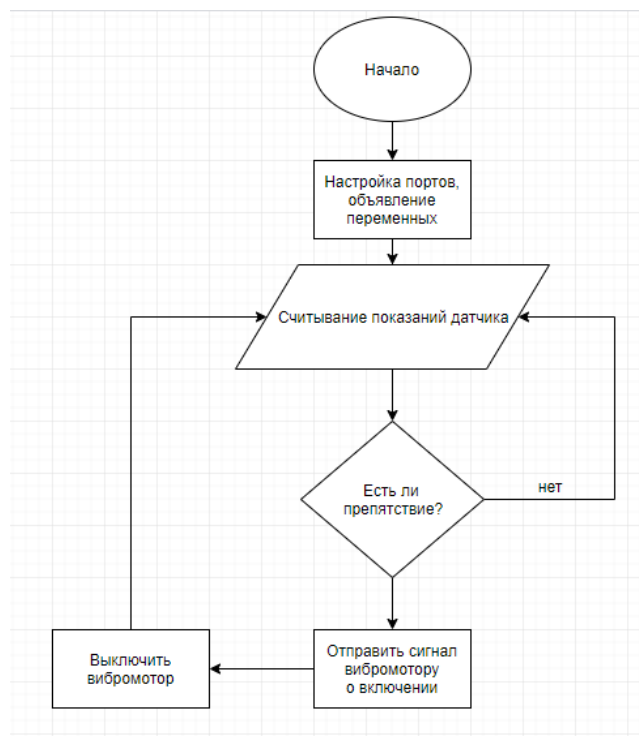 Начало
Настройка портов,
объявление
переменных
Считывание показаний датчика
Есть ли
препятствие?
нет
Отправить сигнал
вибромотору
о включении
Выключить
вибромотор